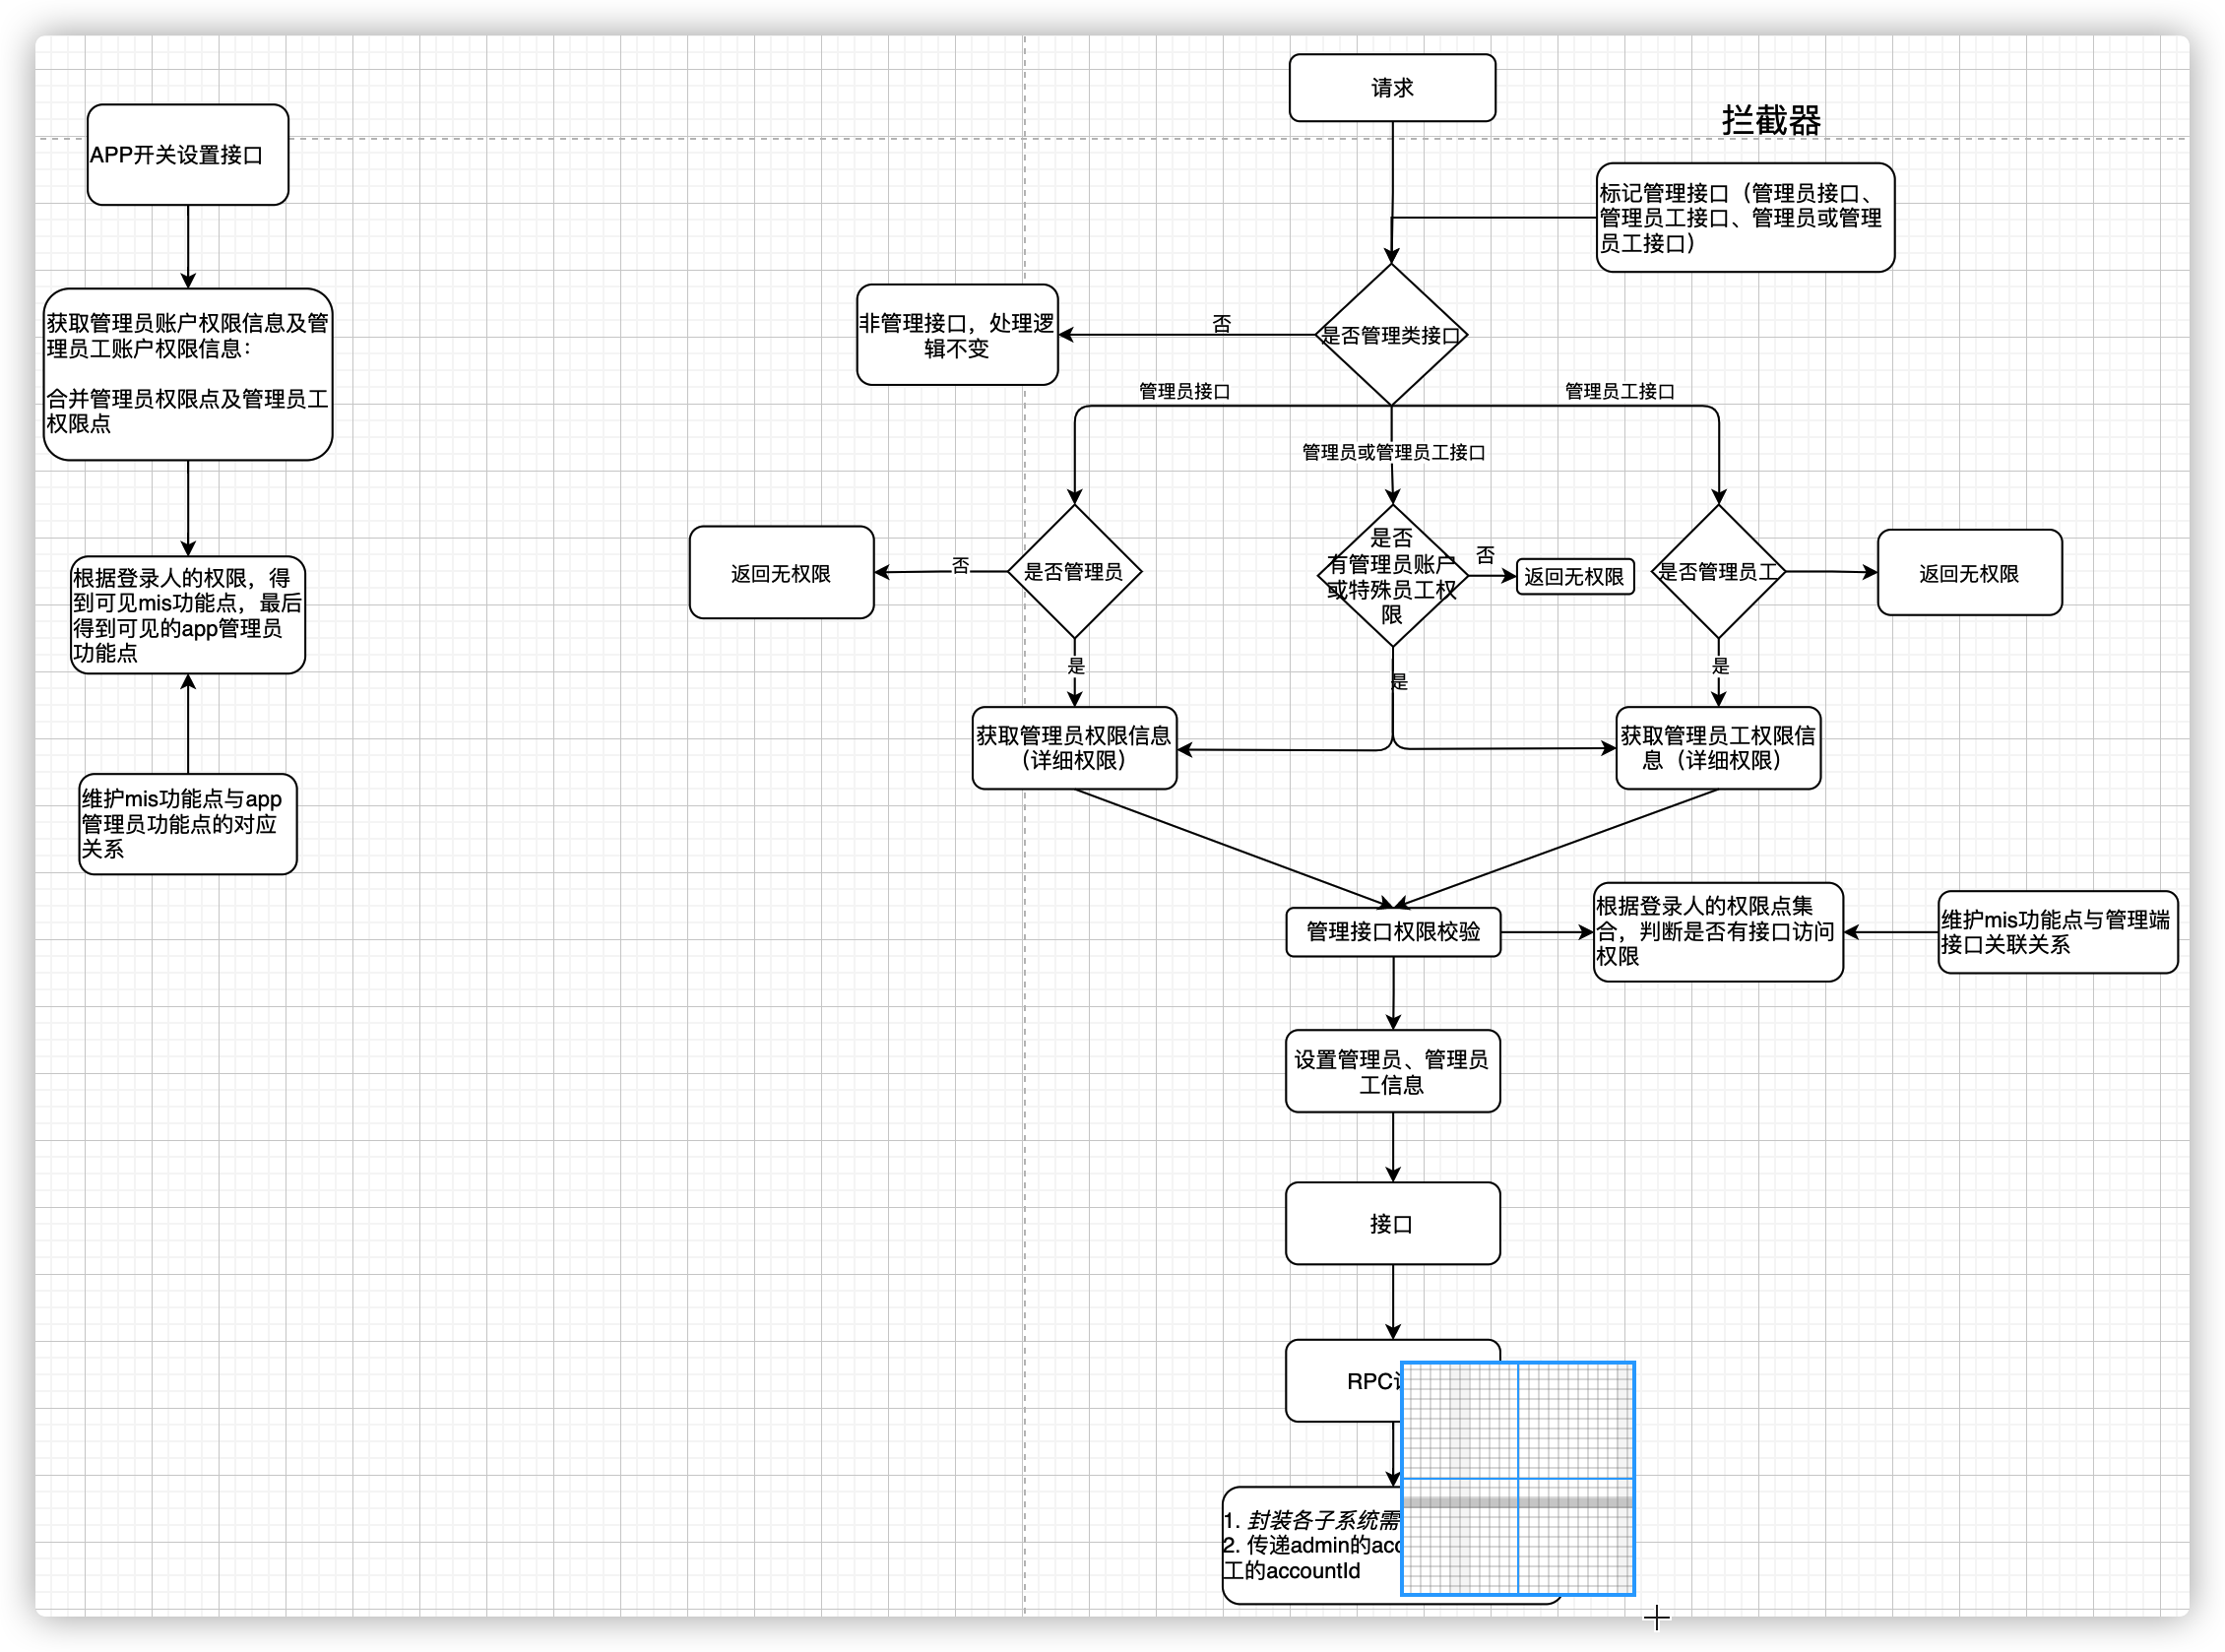 请求
拦截器
APP开关设置接口
标记管理接口（管理员接口、
管理员工接口、管理员或管理
员工接口）
获取管理员账户权限信息及管
理员工账户权限信息：
合并管理员权限点及管理员工
权限点
非管理接口，处理逻
辑不变
否
是否管理类接口
管理员接口
管理员工接口
管理员或管理员工接口
根据登录人的权限，得
到可见mis功能点，最后
得到可见的app管理员
功能点
返回无权限
否
是否管理员
是否
有管理员账户
或特殊员工权
限
否
返回无权限
是否管理员工
返回无权限
是
是
是
获取管理员权限信息
（详细权限）
获取管理员工权限信
息（详细权限）
维护mis功能点与app
管理员功能点的对应
关系
管理接口权限校验
根据登录人的权限点集
合，判断是否有接口访问
权限
维护mis功能点与管理端
接口关联关系
设置管理员、管理员
工信息
接口
RPC
1. 封装各子系统需
2. 传递admin的acc
工的accountId